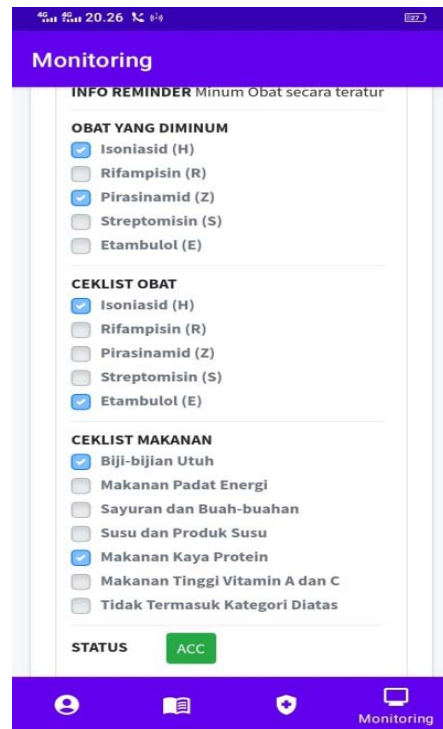 4G 4G 20.26 27
Monitoring
INFO REMINDER Minum Obat secara teratur
OBAT YANG DIMINUM
Isoniasid (H)
Rifampisin (R)
Pirasinamid (Z)
Streptomisin (S)
Etambulol (E)
CEKLIST OBAT
Isoniasid (H)
Rifampisin (R)
Pirasinamid (Z)
Streptomisin (S)
Etambulol (E)
CEKLIST MAKANAN
Biji-bijian Utuh
Makanan Padat Energi
Sayuran dan Buah-buahan
Susu dan Produk Susu
Makanan Kaya Protein
Makanan Tinggi Vitamin A dan C
Tidak Termasuk Kategori Diatas
STATUS ACC
Monitoring